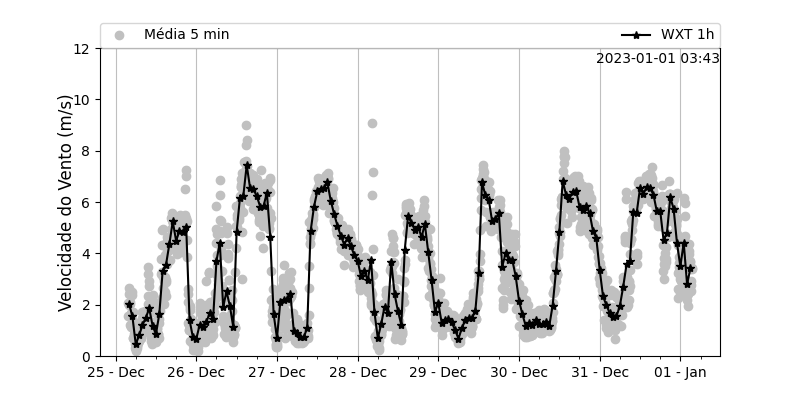 Média 5 min
WXT 1h
2023-01-01 03:43
12
10
8
6
4
2
0
Velocidade do Vento (m/s)
25 - Dec
26 - Dec
27 - Dec
28 - Dec
29 - Dec
30 - Dec
31 - Dec
01 - Jan